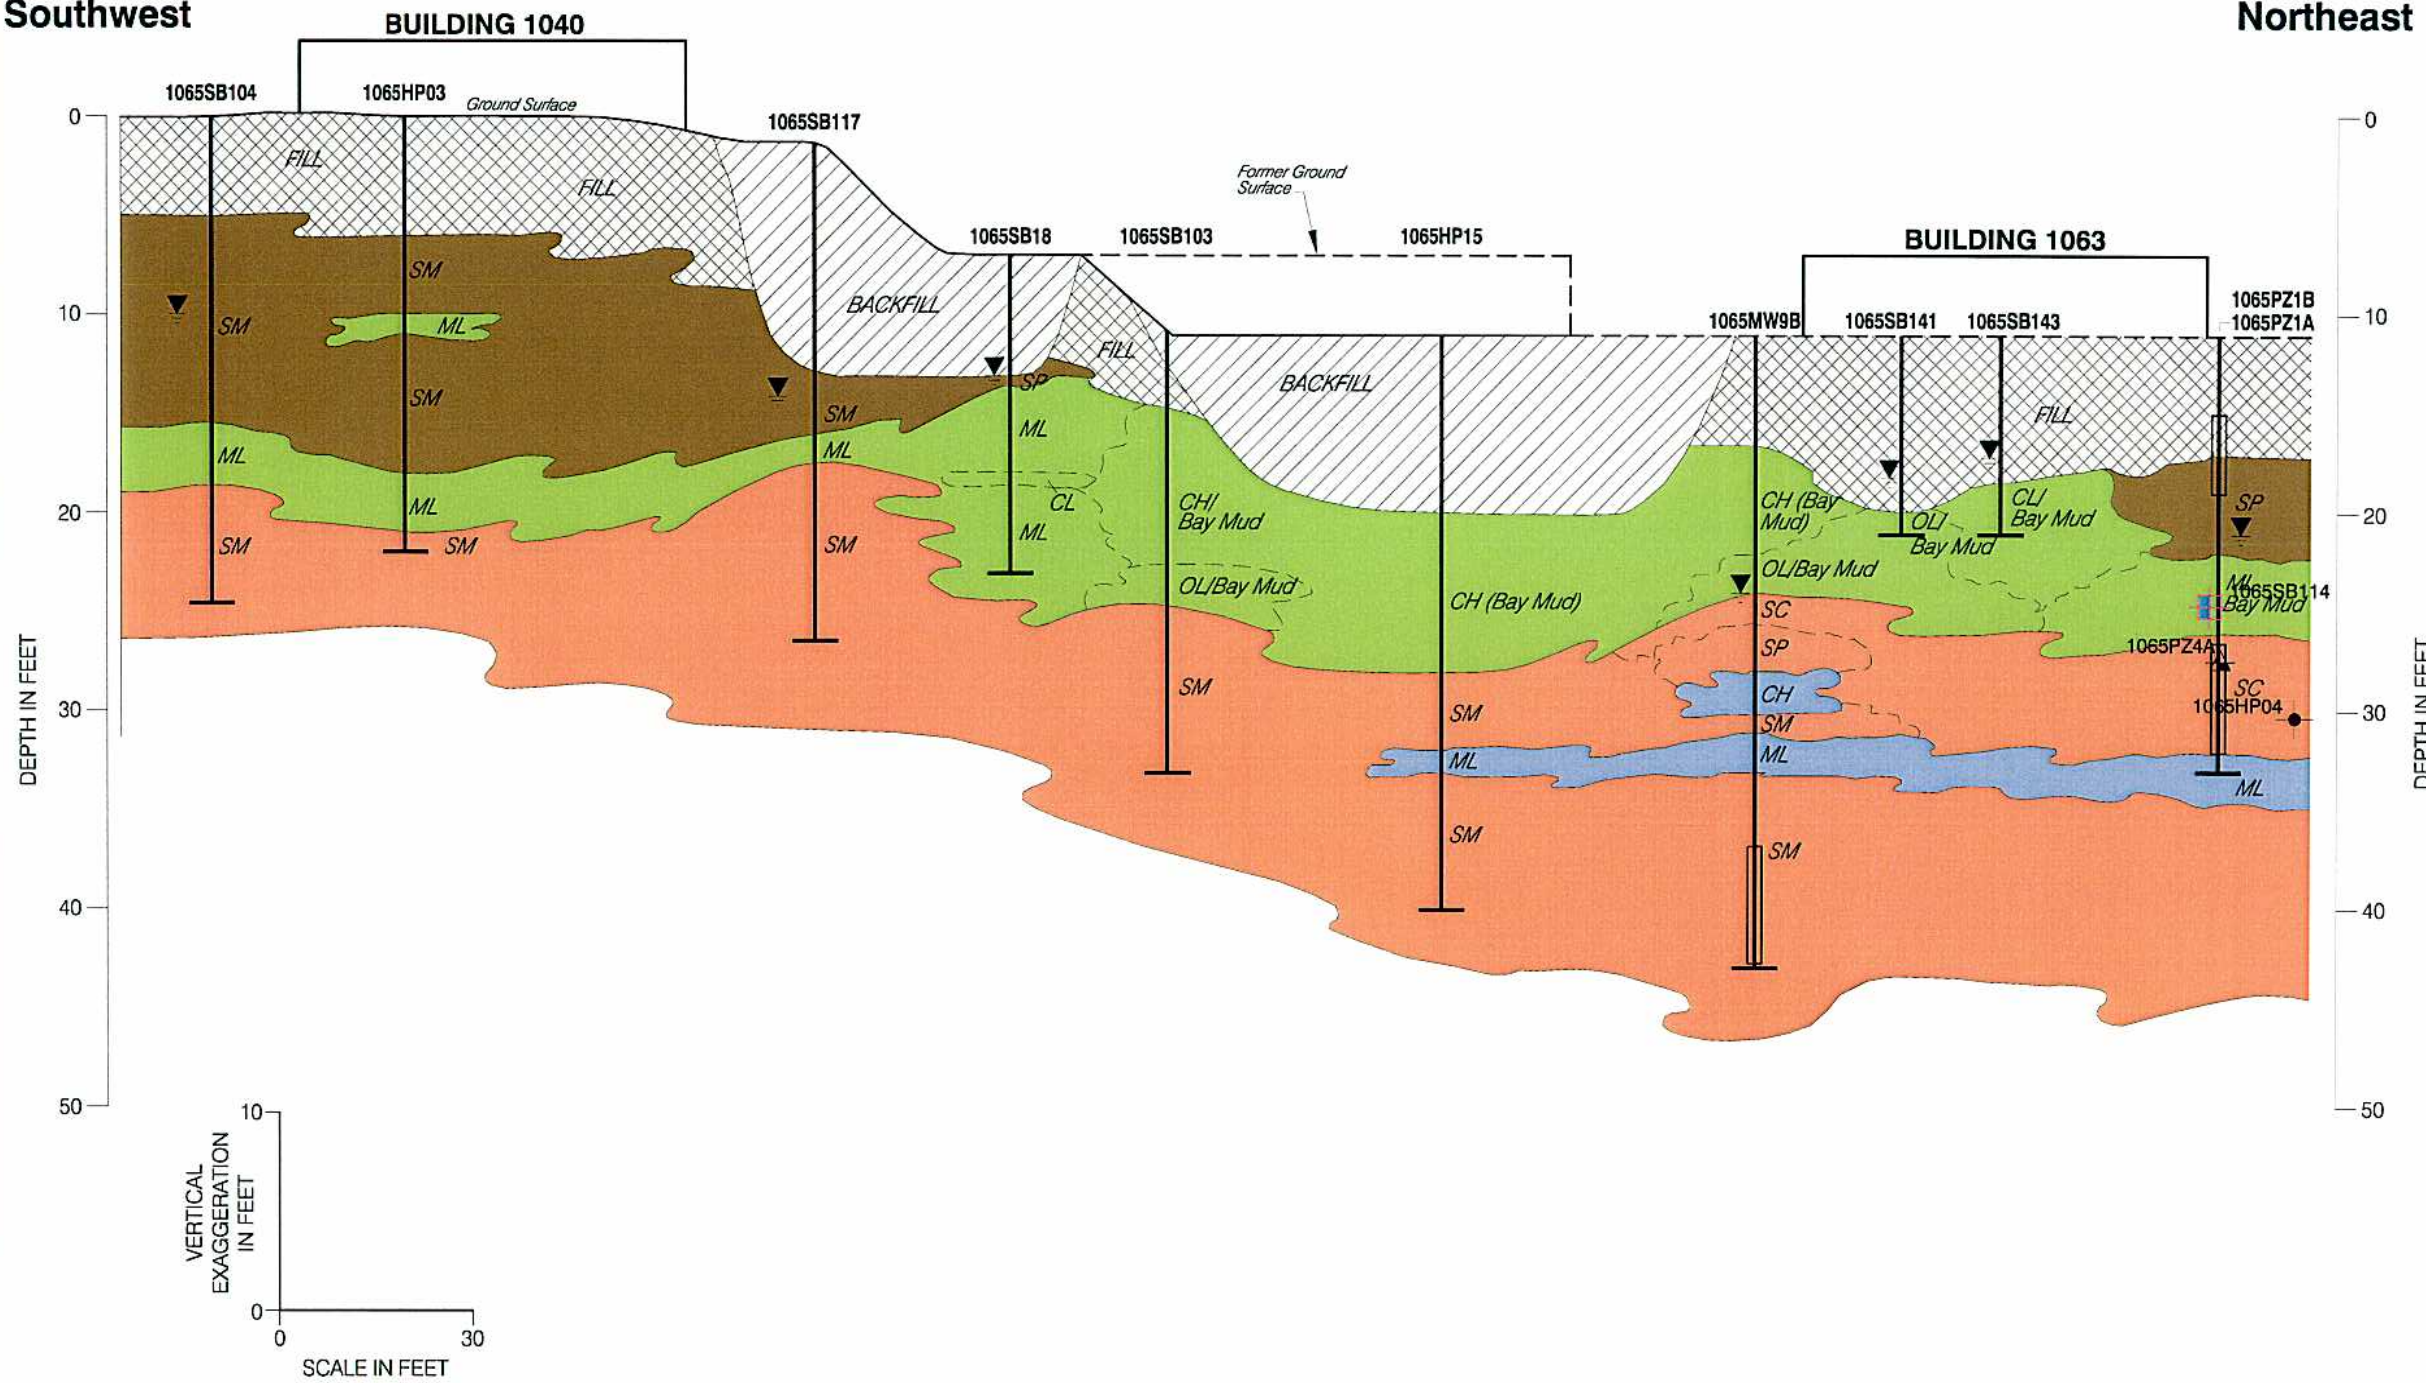 Southwest
Northeast
BUILDING 1040
1065SB104
1065HP03
Ground Surface
1065SB117
Former Ground
Surface
1065SB18
1065SB103
1065HP15
BUILDING 1063
1065MW9B
1065SB141
1065SB143
1065PZ1B
1065PZ1A
0
10
20
30
40
50
DEPTH IN FEET
0
10
20
30
40
50
DEPTH IN FEET
FILL
FILL
SM
SM
ML
SM
BACKFILL
FILL
SP
BACKFILL
FILL
SM
ML
ML
ML
ML
SM
SM
SM
CL
ML
CH/
Bay Mud
OL/Bay Mud
SM
CH (Bay Mud)
SM
ML
SM
CH (Bay
Mud)
OL/Bay Mud
SC
SP
CH
SM
ML
SM
OL/
Bay Mud
CL/
Bay Mud
SP
ML
1065SB114
Bay Mud
1065PZ4A
SC
1065HP04
ML
10
0
VERTICAL
EXAGGERATION
IN FEET
0
30
SCALE IN FEET